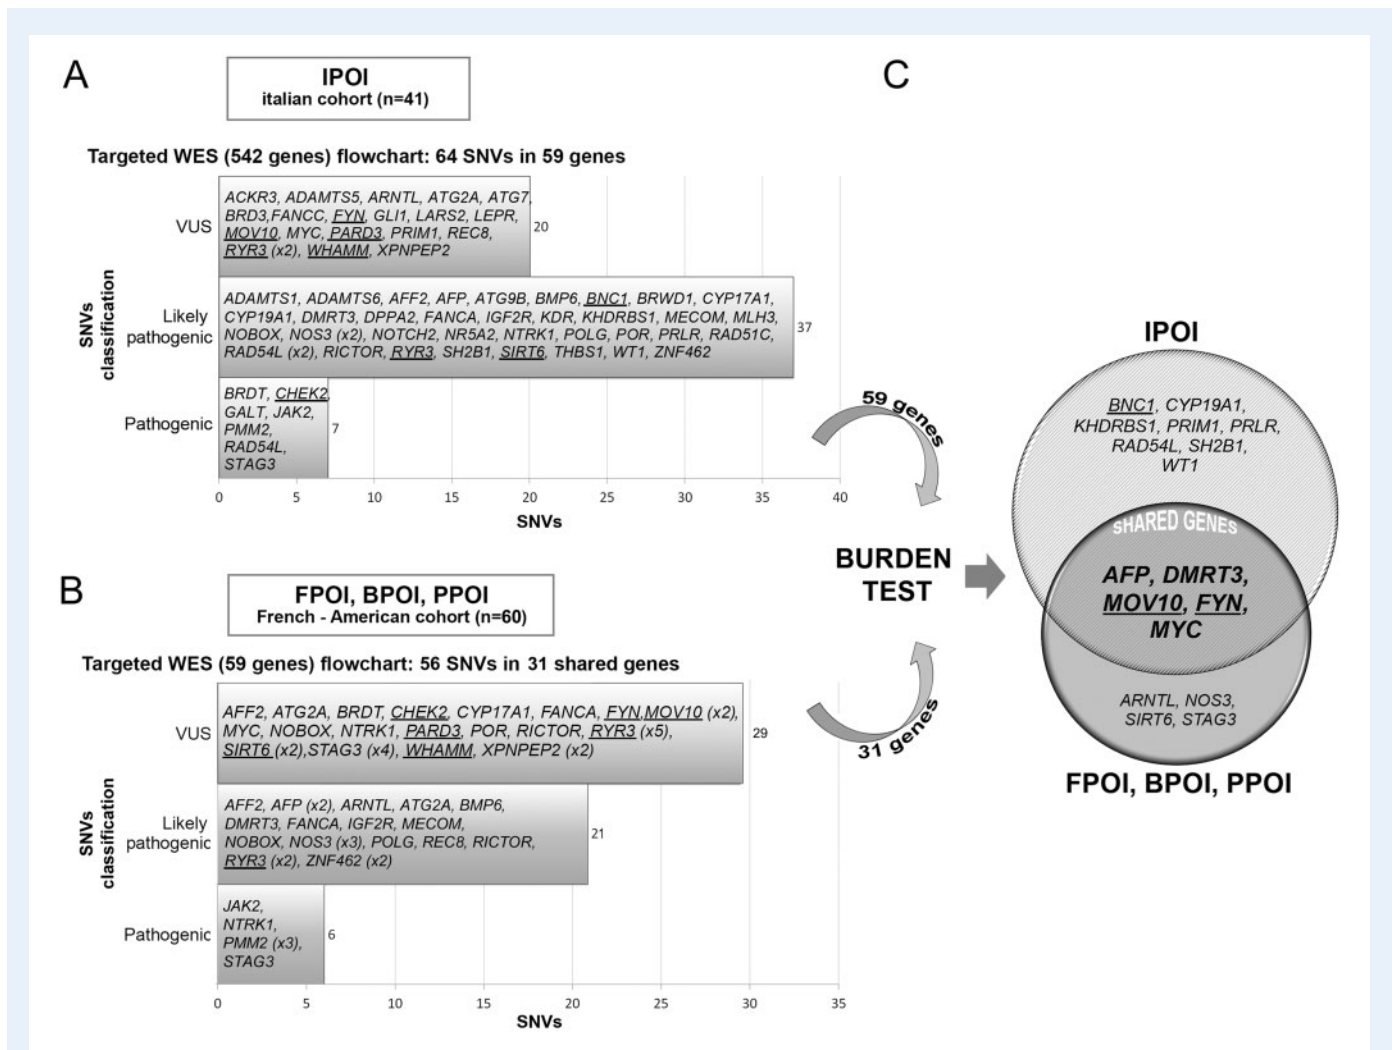 A
IPOI
italian cohort (n=41)
Targeted WES (542 genes) flowchart: 64 SNVs in 59 genes
SNVs
classification
VUS
ACKR3, ADAMTS5, ARNTL, ATG2A, ATG7,
BRD3,FANCC, FYN, GLI1, LARS2, LEPR,
MOV10, MYC, PARD3, PRIM1, REC8,
RYR3 (x2), WHAMM, XPNPEP2
20
Likely
pathogenic
ADAMTS1, ADAMTS6, AFF2, AFP, ATG9B, BMP6, BNC1, BRWD1, CYP17A1,
CYP19A1, DMRT3, DPPA2, FANCA, IGF2R, KDR, KHDRBS1, MECOM, MLH3,
NOBOX, NOS3 (x2), NOTCH2, NR5A2, NTRK1, POLG, POR, PRLR, RAD51C,
RAD54L (x2), RICTOR, RYR3, SH2B1, SIRT6, THBS1, WT1, ZNF462
37
Pathogenic
BRDT, CHEK2,
GALT, JAK2,
PMM2,
RAD54L,
STAG3
7
0 5 10 15 20 25 30 35 40
SNVs
B
FPOI, BPOI, PPOI
French - American cohort (n=60)
Targeted WES (59 genes) flowchart: 56 SNVs in 31 shared genes
SNVs
classification
VUS
AFF2, ATG2A, BRDT, CHEK2, CYP17A1, FANCA, FYN,MOV10 (x2),
MYC, NOBOX, NTRK1, PARD3, POR, RICTOR, RYR3 (x5),
SIRT6 (x2),STAG3 (x4), WHAMM, XPNPEP2 (x2)
29
Likely
pathogenic
AFF2, AFP (x2), ARNTL, ATG2A, BMP6,
DMRT3, FANCA, IGF2R, MECOM,
NOBOX, NOS3 (x3), POLG, REC8, RICTOR,
RYR3 (x2), ZNF462 (x2)
21
Pathogenic
JAK2,
NTRK1,
PMM2 (x3),
STAG3
6
0 5 10 15 20 25 30 35
SNVs
59 genes
BURDEN
TEST
31 genes
C
IPOI
BNC1, CYP19A1,
KHDRBS1, PRIM1, PRLR,
RAD54L, SH2B1,
WT1
SHARED GENES
AFP, DMRT3,
MOV10, FYN,
MYC
ARNTL, NOS3,
SIRT6, STAG3
FPOI, BPOI, PPOI